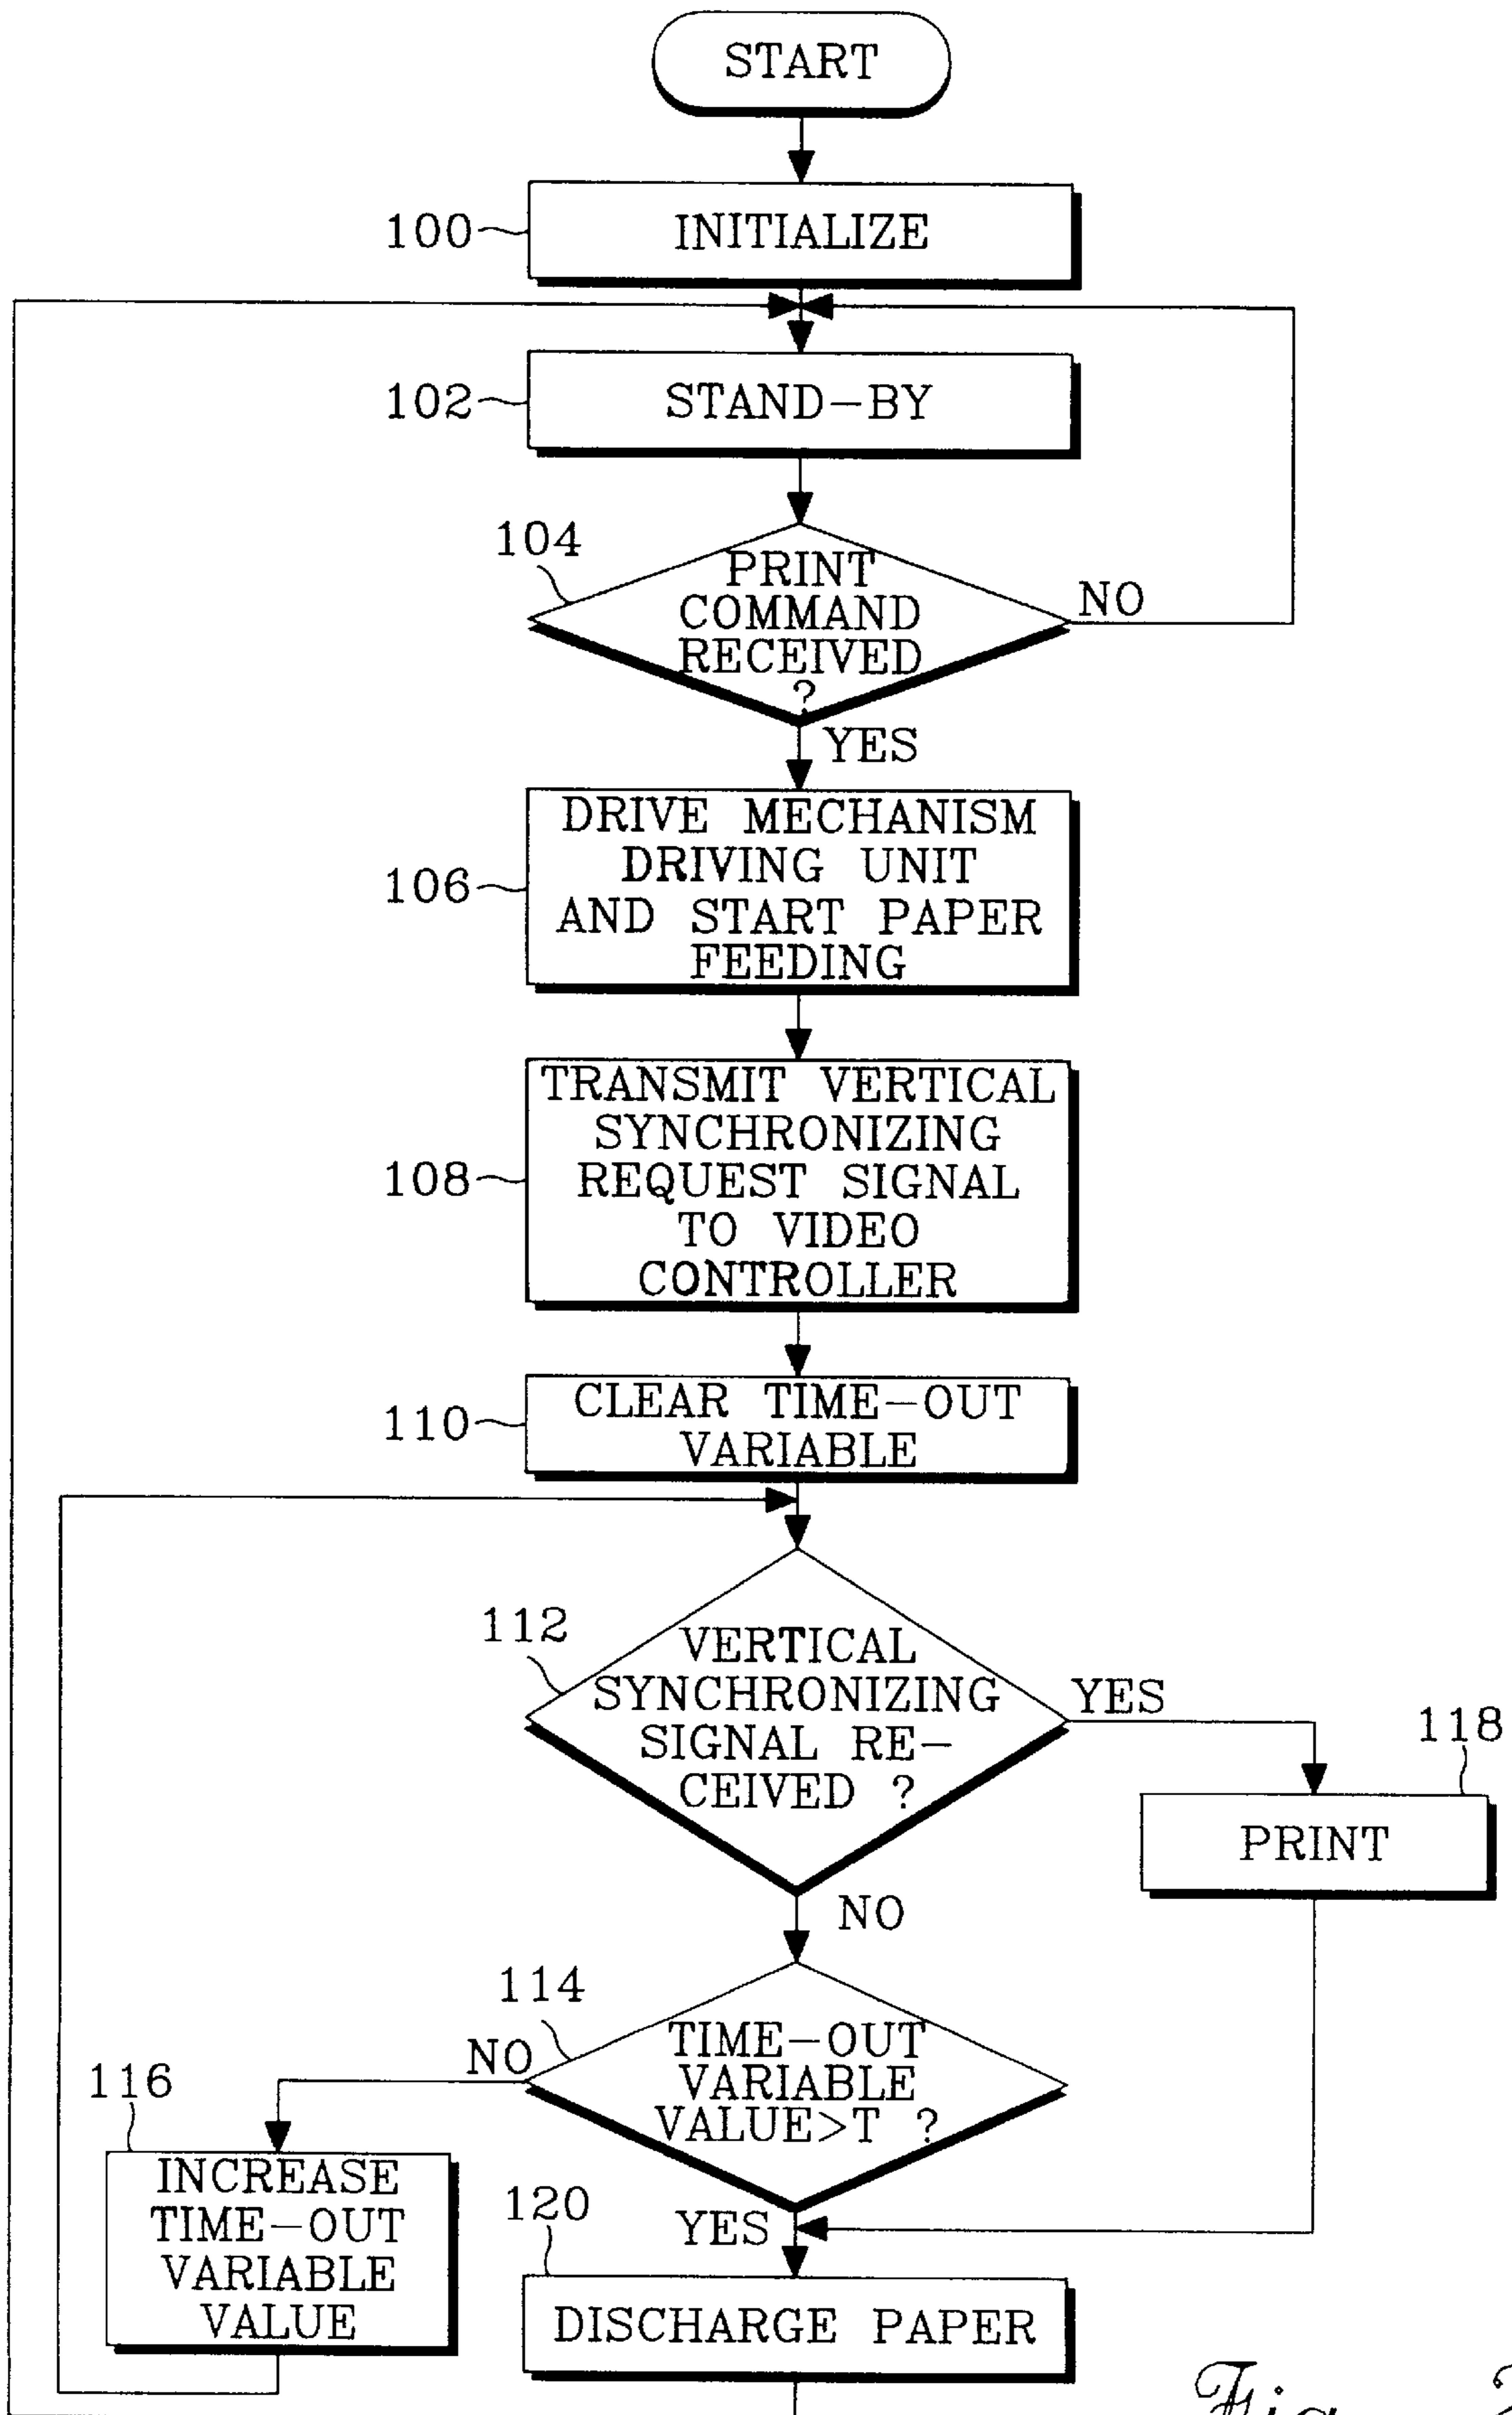 START
100
INITIALIZE
102
STAND-BY
104
PRINT
COMMAND
RECEIVED
?
NO
YES
106
DRIVE MECHANISM
DRIVING UNIT
AND START PAPER
FEEDING
108
TRANSMIT VERTICAL
SYNCHRONIZING
REQUEST SIGNAL
TO VIDEO
CONTROLLER
110
CLEAR TIME-OUT
VARIABLE
112
VERTICAL
SYNCHRONIZING
SIGNAL RE-
CEIVED ?
YES
118
PRINT
NO
114
TIME-OUT
VARIABLE
VALUE>T ?
NO
116
INCREASE
TIME-OUT
VARIABLE
VALUE
YES
120
DISCHARGE PAPER
Fig.